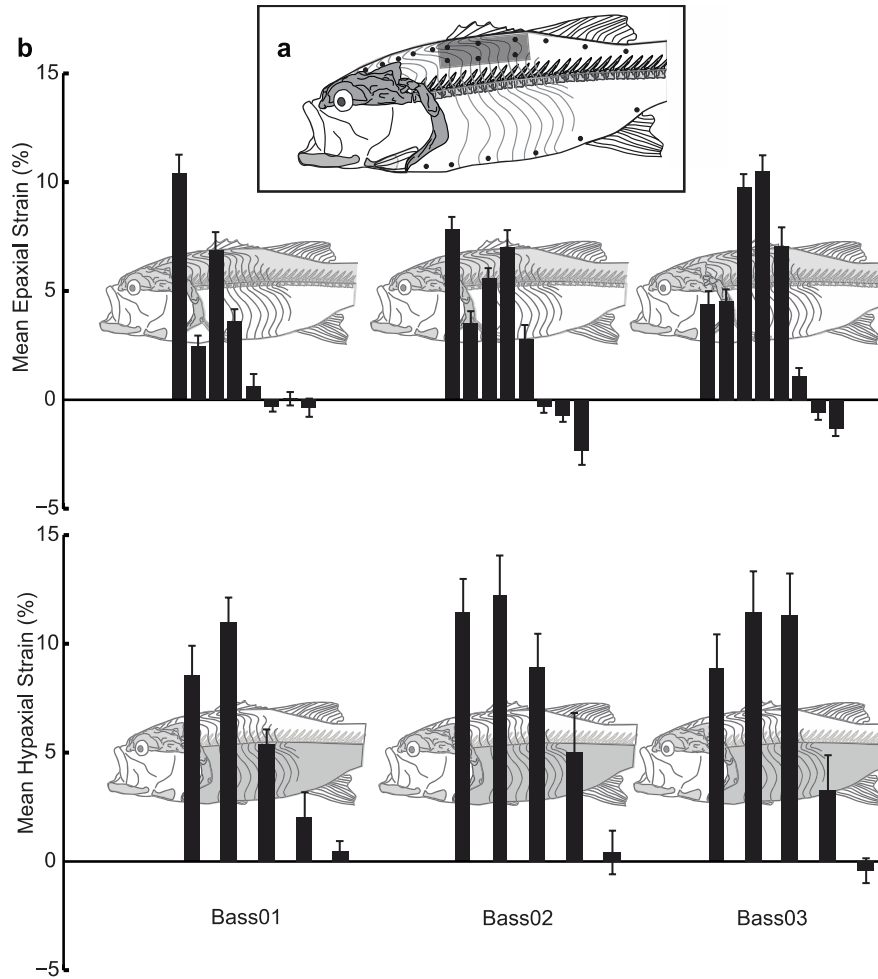 b
a
15
10
5
0
−5
Mean Epaxial Strain (%)
15
10
5
0
−5
Mean Hypaxial Strain (%)
Bass01
Bass02
Bass03